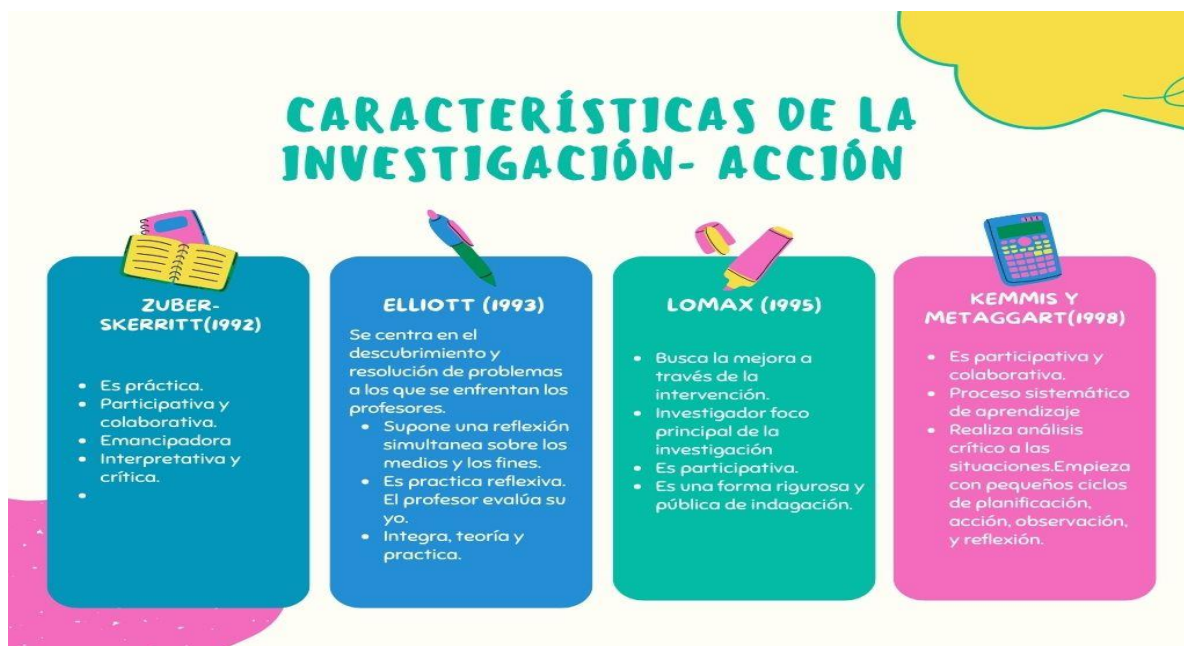 CARACTERÍSTICAS DE LA
INVESTIGACIÓN- ACCIÓN
ZUBER-
SKERRITT(1992)
• Es práctica.
• Participativa y
colaborativa.
• Emancipadora
• Interpretativa y
crítica.
•
ELLIOTT (1993)
Se centra en el
descubrimiento y
resolución de problemas
a los que se enfrentan los
profesores.
• Supone una reflexión
simultanea sobre los
medios y los fines.
• Es practica reflexiva.
El profesor evalúa su
yo.
• Integra, teoría y
practica.
LOMAX (1995)
• Busca la mejora a
través de la
intervención.
• Investigador foco
principal de la
investigación
• Es participativa.
• Es una forma rigurosa y
pública de indagación.
KEMMIS Y
METAGGART(1998)
• Es participativa y
colaborativa.
• Proceso sistemático
de aprendizaje
• Realiza análisis
crítico a las
situaciones.Empieza
con pequeños ciclos
de planificación,
acción, observación,
y reflexión.